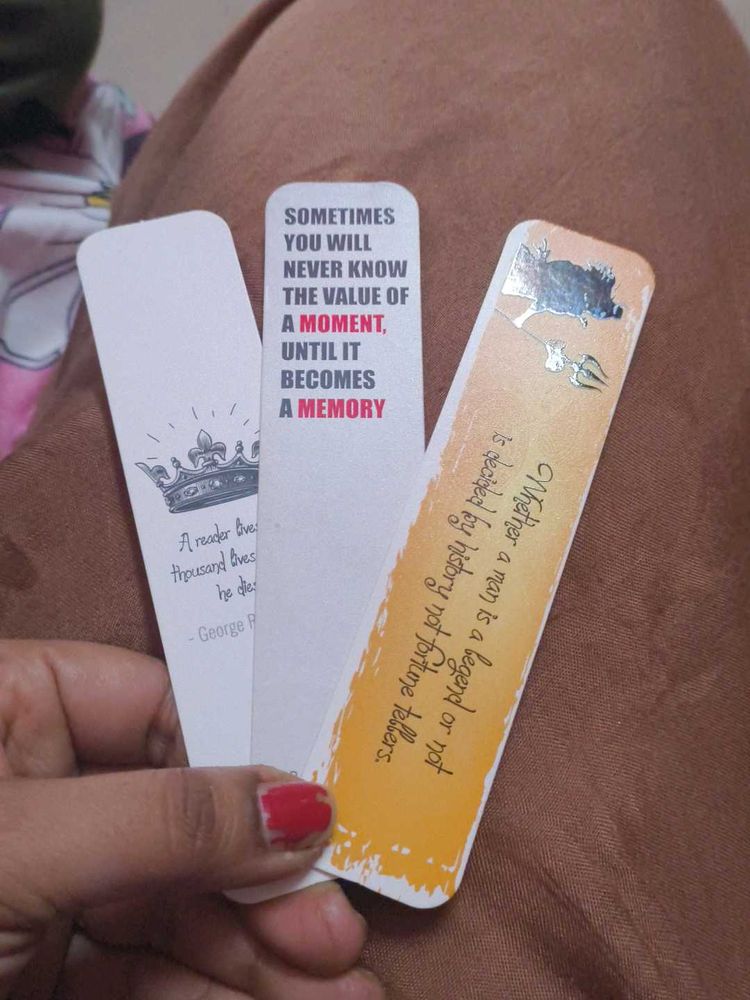 A reader lives
thousand lives
he dies
- George R
SOMETIMES
YOU WILL
NEVER KNOW
THE VALUE OF
A MOMENT,
UNTIL IT
BECOMES
A MEMORY
Whether a man is a legend or not
is decided by history not fortune tellers.